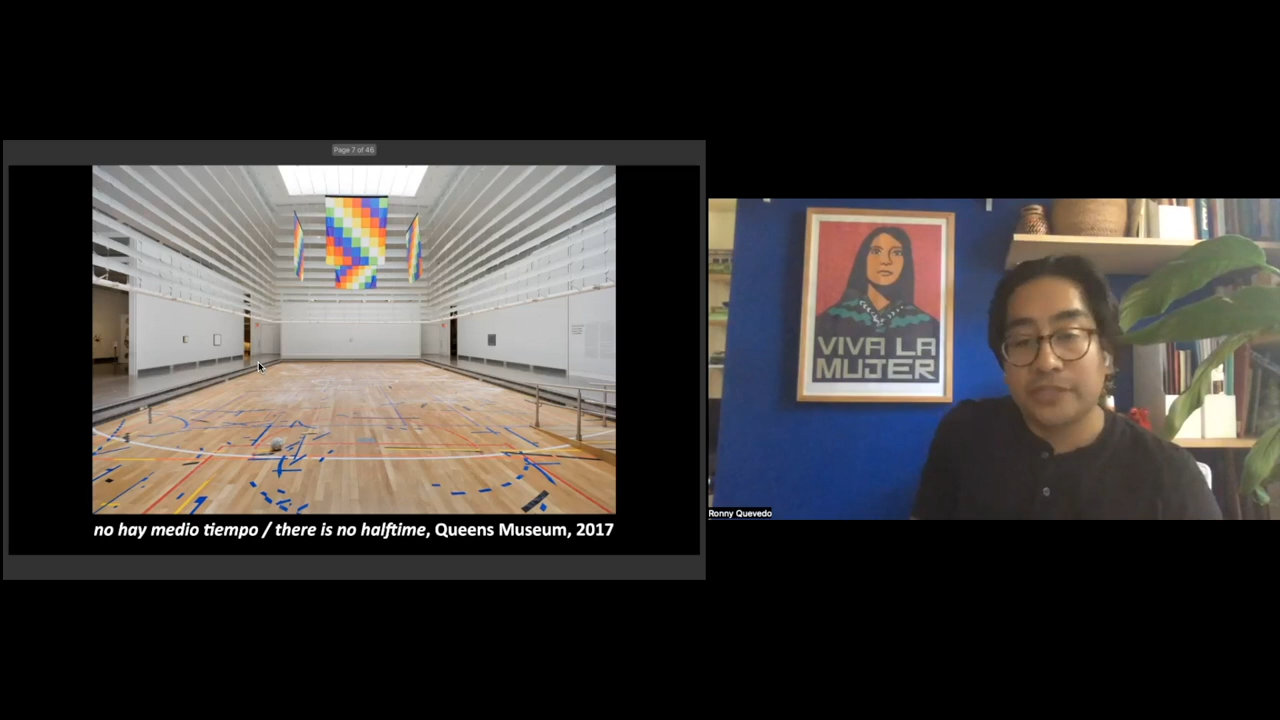 Page 7 of 46
no hay medio tiempo / there is no halftime, Queens Museum, 2017
VIVA LA
MUJER
Ronny Quevedo